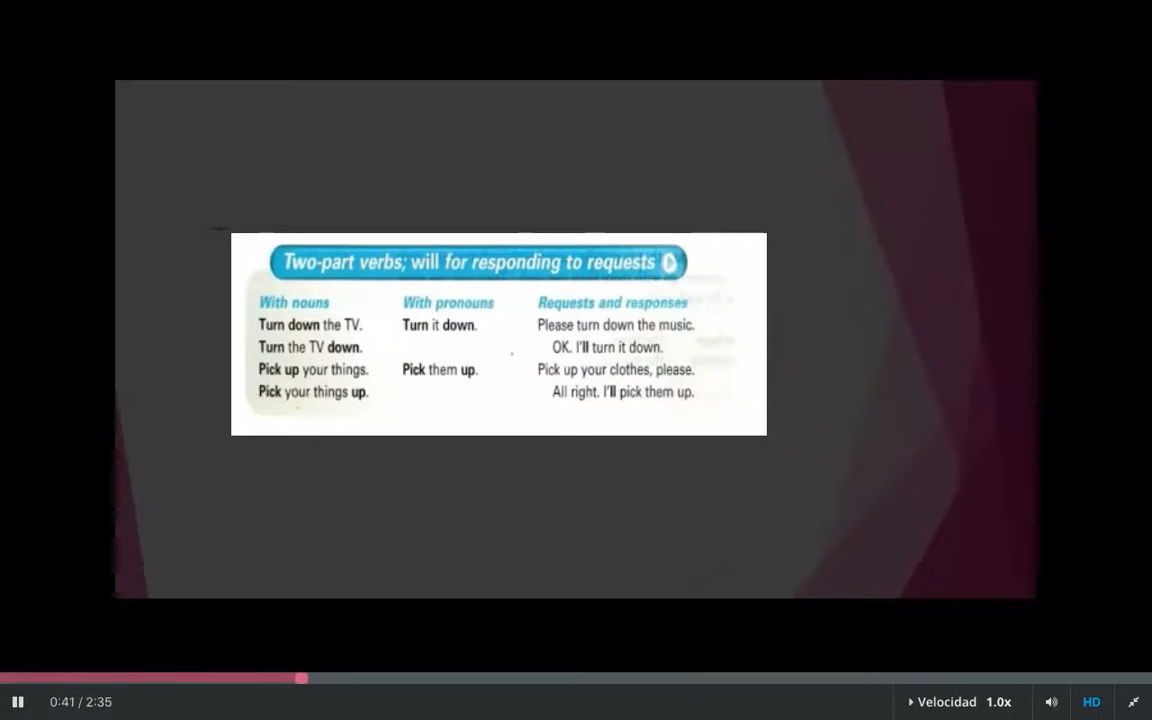 Two-part verbs; will for responding to requests
With nouns With pronouns Requests and responses
Turn down the TV. Turn it down. Please turn down the music.
Turn the TV down. OK. I'll turn it down.
Pick up your things. Pick them up. Pick up your clothes, please.
Pick your things up. All right. I'll pick them up.
0:41 / 2:35 Velocidad 1.0x HD